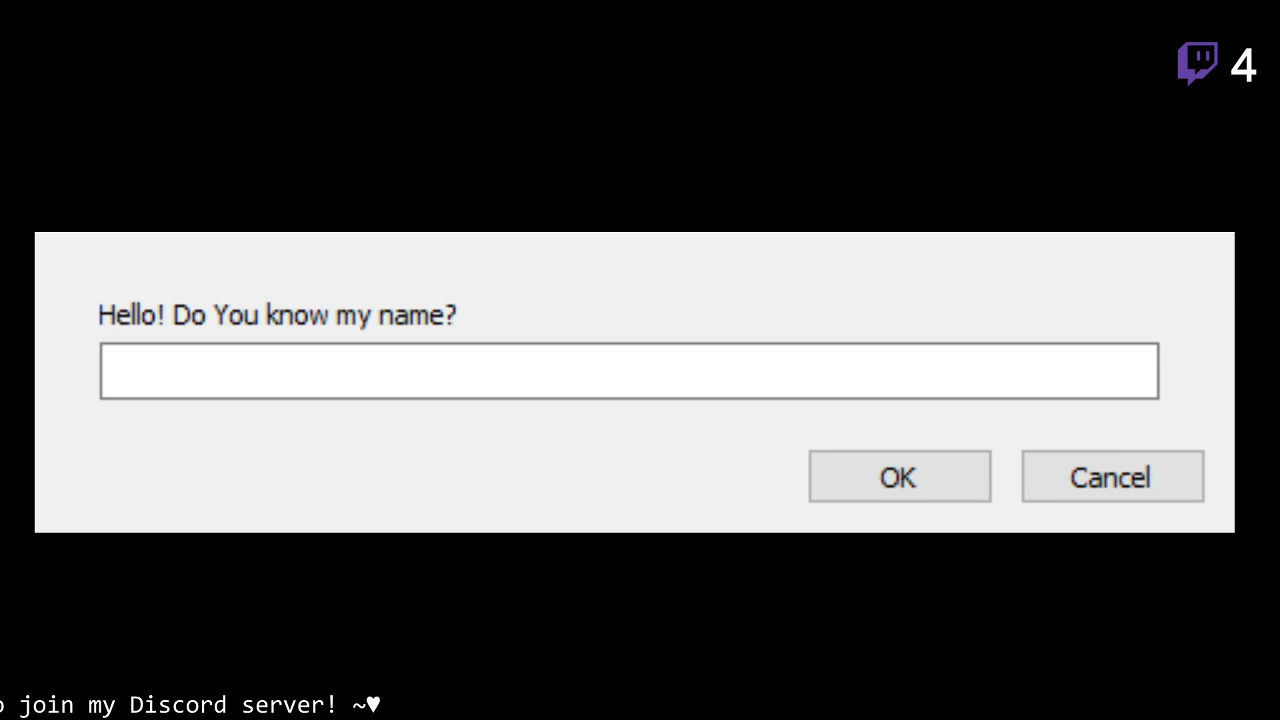 4
Hello! Do You know my name?
OK
Cancel
join my Discord server! ~♥